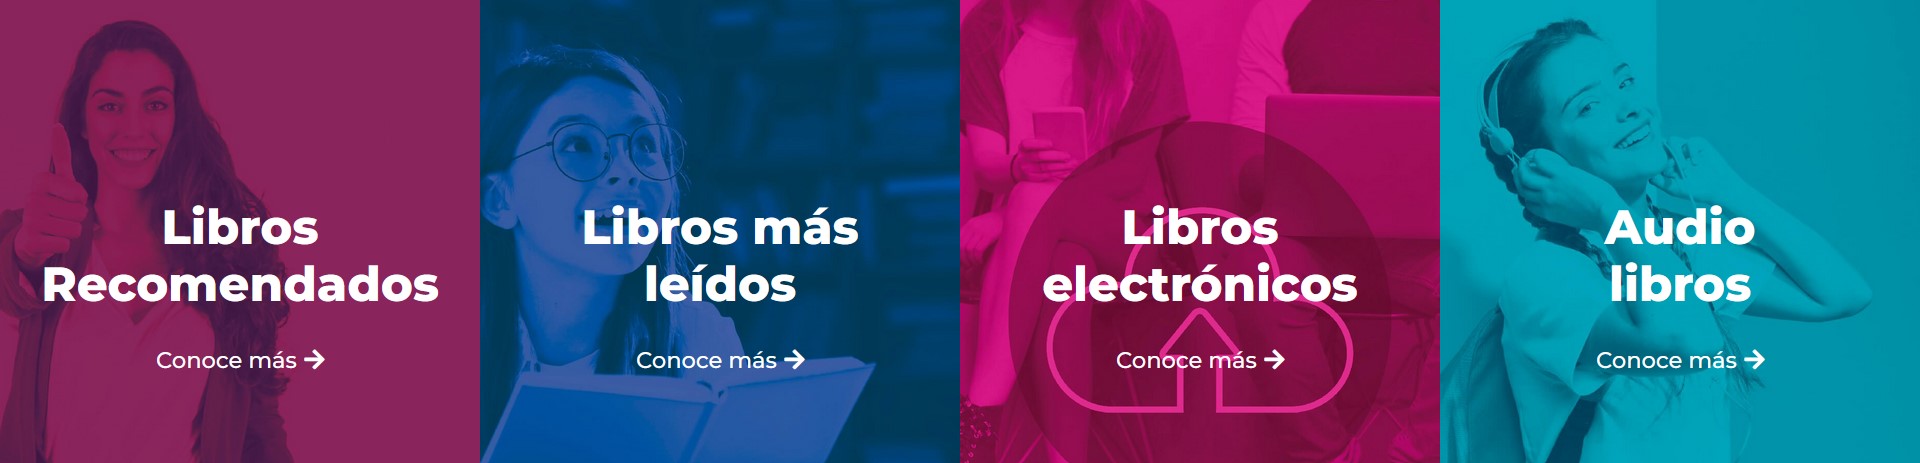 Libros
Recomendados
Conoce más
Libros más
leídos
Conoce más
Libros
electrónicos
Conoce más
Audio
libros
Conoce más